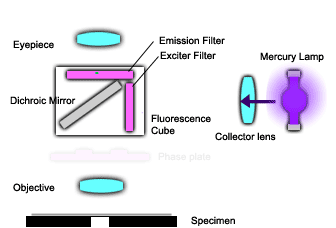 Eyepiece
Emission Filter
Exciter Filter
Mercury Lamp
Dichroic Mirror
Fluorescence
Cube
Collector lens
Phase plate
Objective
Specimen